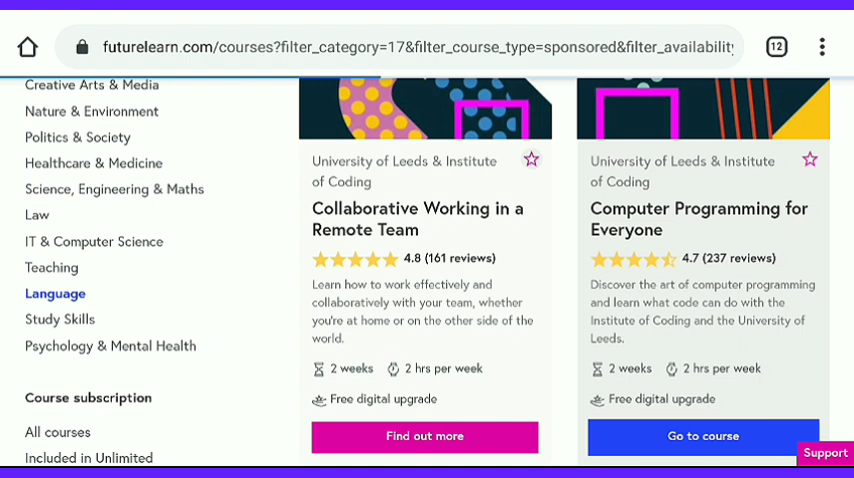 futurelearn.com/courses?filter_category=17&filter_course_type=sponsored&filter_availability
12
Creative Arts & Media
Nature & Environment
Politics & Society
Healthcare & Medicine
Science, Engineering & Maths
Law
IT & Computer Science
Teaching
Language
Study Skills
Psychology & Mental Health
Course subscription
All courses
Included in Unlimited
University of Leeds & Institute
of Coding
Collaborative Working in a
Remote Team
4.8 (161 reviews)
Learn how to work effectively and
collaboratively with your team, whether
you're at home or on the other side of the
world.
2 weeks 2 hrs per week
Free digital upgrade
Find out more
University of Leeds & Institute
of Coding
Computer Programming for
Everyone
4.7 (237 reviews)
Discover the art of computer programming
and learn what code can do with the
Institute of Coding and the University of
Leeds.
2 weeks 2 hrs per week
Free digital upgrade
Go to course
Support